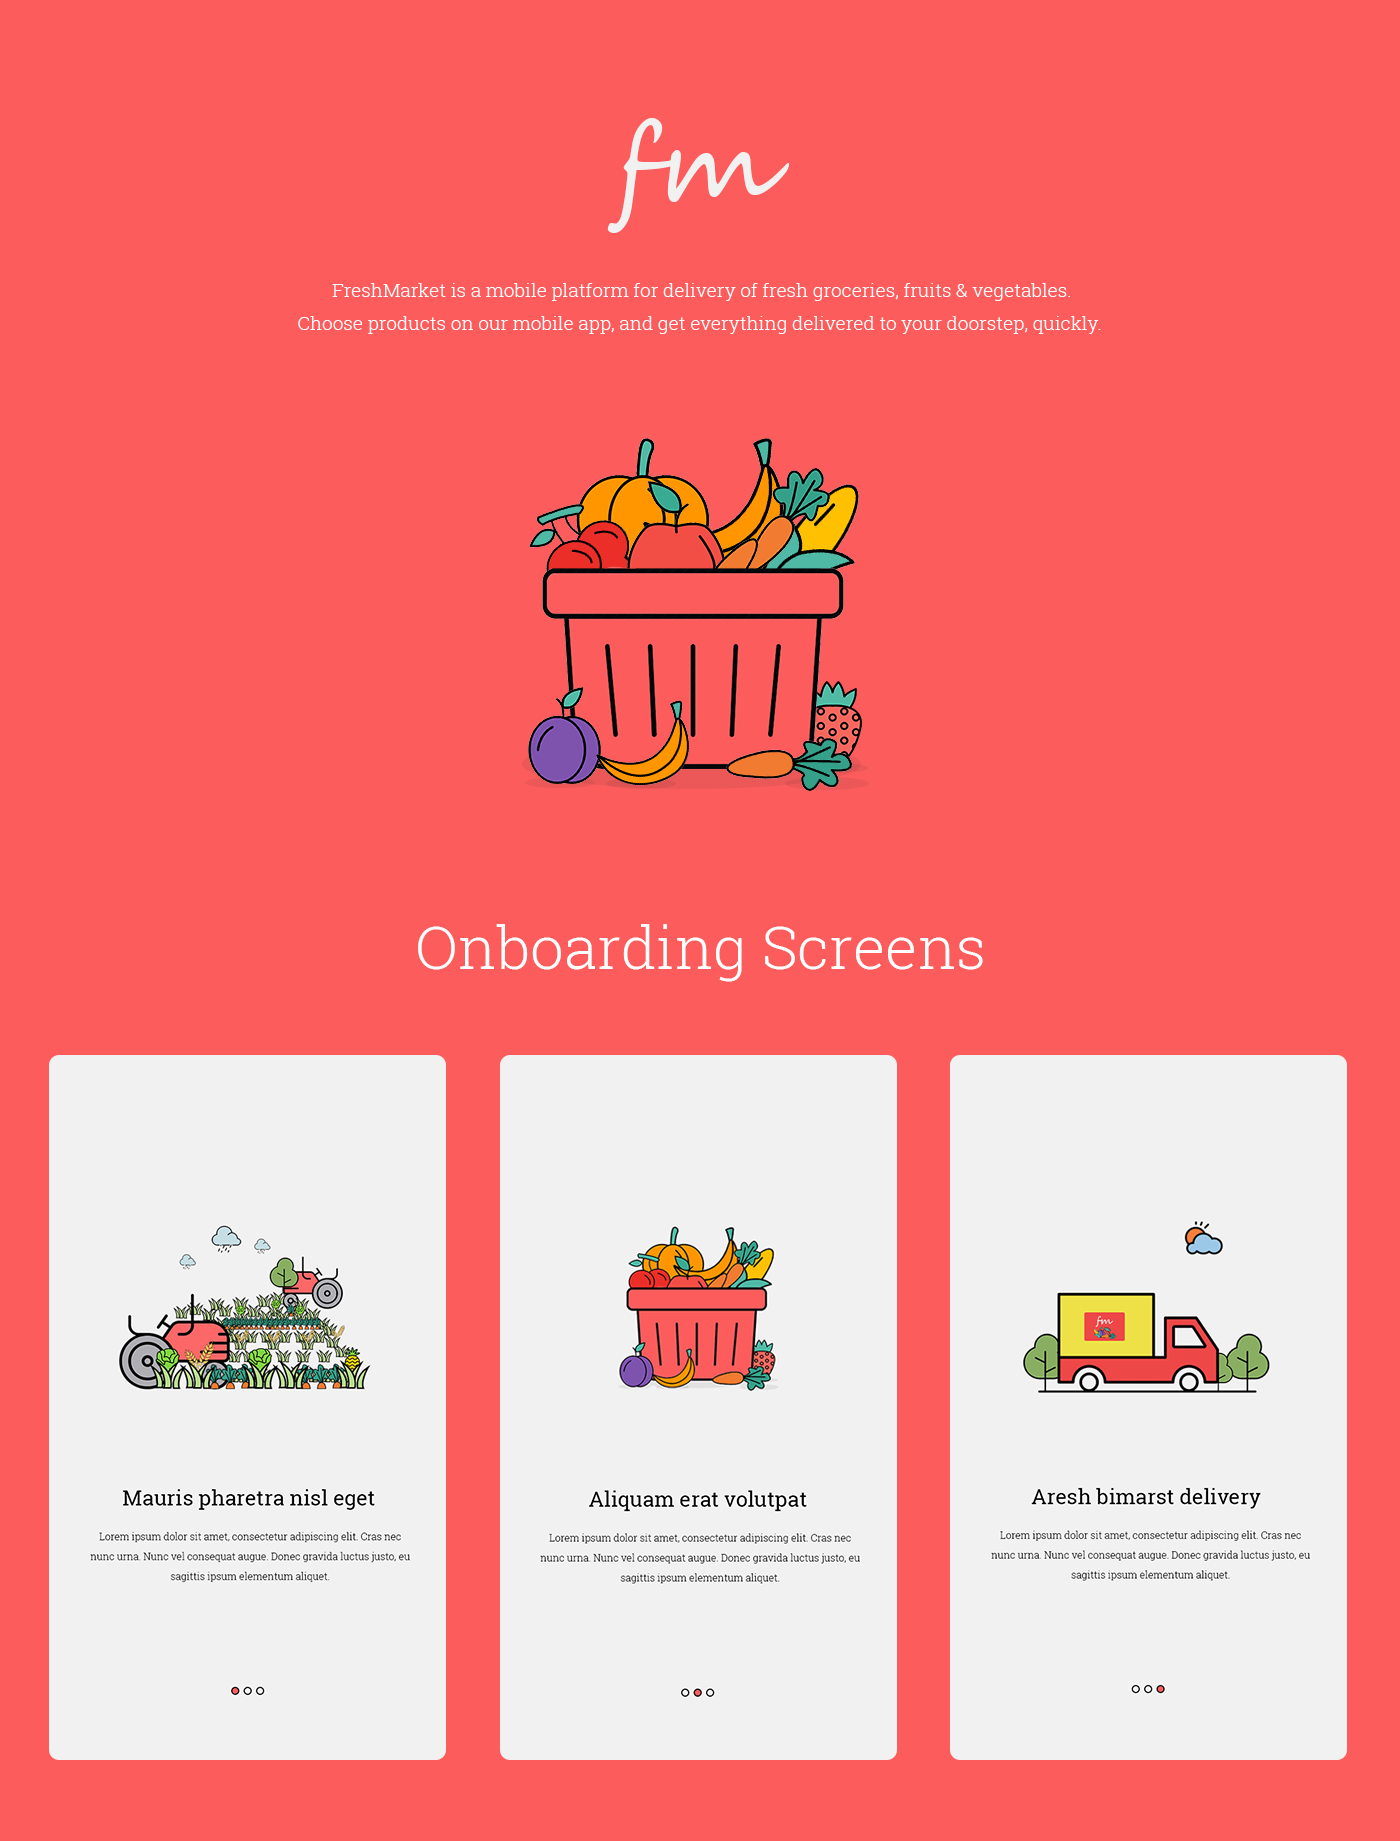 fm
FreshMarket is a mobile platform for delivery of fresh groceries, fruits & vegetables.
Choose products on our mobile app, and get everything delivered to your doorstep, quickly.
Onboarding Screens
Mauris pharetra nisl eget
Lorem ipsum dolor sit amet, consectetur adipiscing elit. Cras nec
nunc urna. Nunc vel consequat augue. Donec gravida luctus justo, eu
sagittis ipsum elementum aliquet.
Aliquam erat volutpat
Lorem ipsum dolor sit amet, consectetur adipiscing elit. Cras nec
nunc urna. Nunc vel consequat augue. Donec gravida luctus justo, eu
sagittis ipsum elementum aliquet.
fm
Aresh bimarst delivery
Lorem ipsum dolor sit amet, consectetur adipiscing elit. Cras nec
nunc urna. Nunc vel consequat augue. Donec gravida luctus justo, eu
sagittis ipsum elementum aliquet.